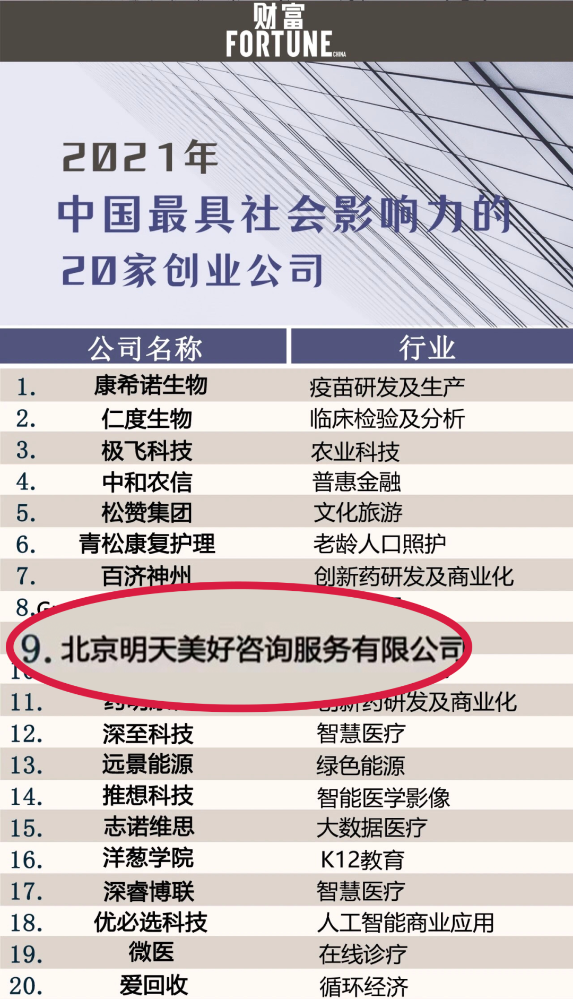 财富
FORTUNE CHINA
2021年
中国最具社会影响力的
20家创业公司
公司名称 行业
1. 康希诺生物 疫苗研发及生产
2. 仁度生物 临床检验及分析
3. 极飞科技 农业科技
4. 中和农信 普惠金融
5. 松赞集团 文化旅游
6. 青松康复护理 老龄人口照护
7. 百济神州 创新药研发及商业化
8.
9. 北京明天美好咨询服务有限公司
11. 创新药研发及商业化
12. 深至科技 智慧医疗
13. 远景能源 绿色能源
14. 推想科技 智能医学影像
15. 志诺维思 大数据医疗
16. 洋葱学院 K12教育
17. 深睿博联 智慧医疗
18. 优必选科技 人工智能商业应用
19. 微医 在线诊疗
20. 爱回收 循环经济